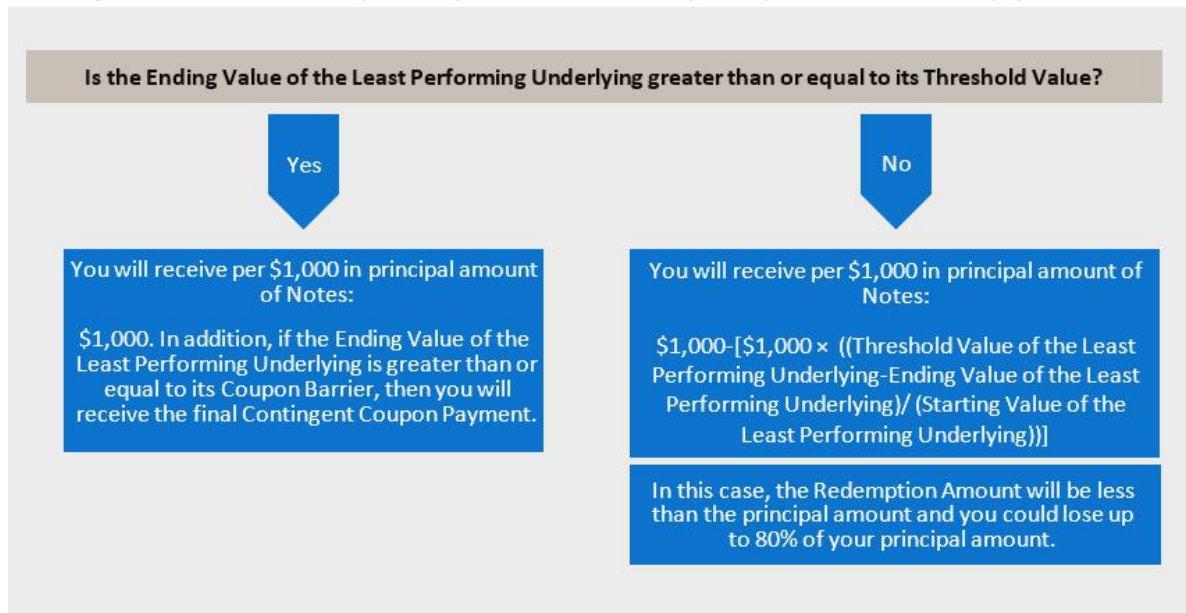 Is the Ending Value of the Least Performing Underlying greater than or equal to its Threshold Value?
Yes
No
You will receive per $1,000 in principal amount
of Notes:
$1,000. In addition, if the Ending Value of the
Least Performing Underlying is greater than or
equal to its Coupon Barrier, then you will
receive the final Contingent Coupon Payment.
You will receive per $1,000 in principal amount of
Notes:
$1,000-[$1,000 × ((Threshold Value of the Least
Performing Underlying-Ending Value of the Least
Performing Underlying)/ (Starting Value of the
Least Performing Underlying))]
In this case, the Redemption Amount will be less
than the principal amount and you could lose up
to 80% of your principal amount.